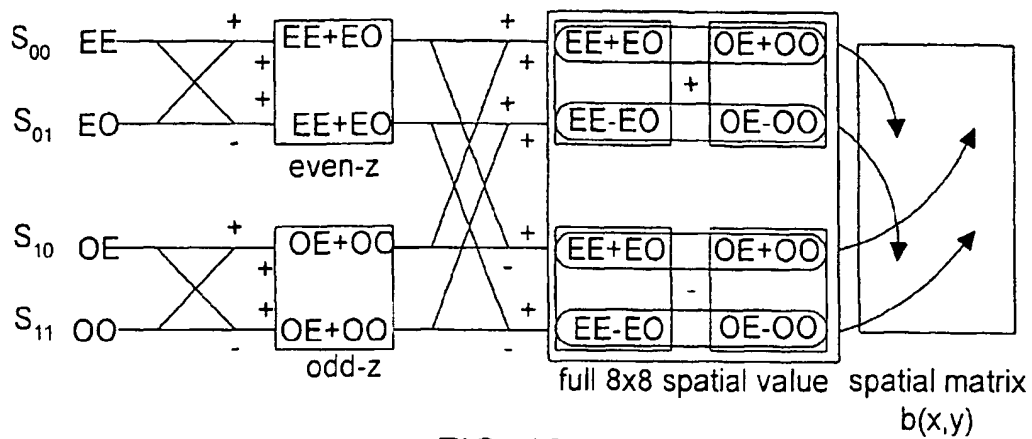 S00 EE + EE+EO + EE+EO OE+OO
+ + +
S01 EO + EE+EO + EE-EO OE-OO
- +
even-z
S10 OE + OE+OO + EE+EO OE+OO
+ - -
S11 OO + OE+OO + EE-EO OE-OO
- -
odd-z full 8x8 spatial value spatial matrix
b(x,y)